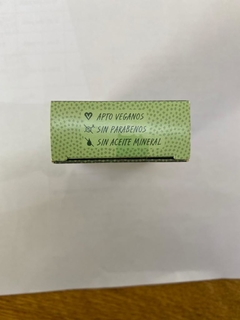 APTO VEGANOS
SIN PARABENOS
SIN ACEITE MINERAL